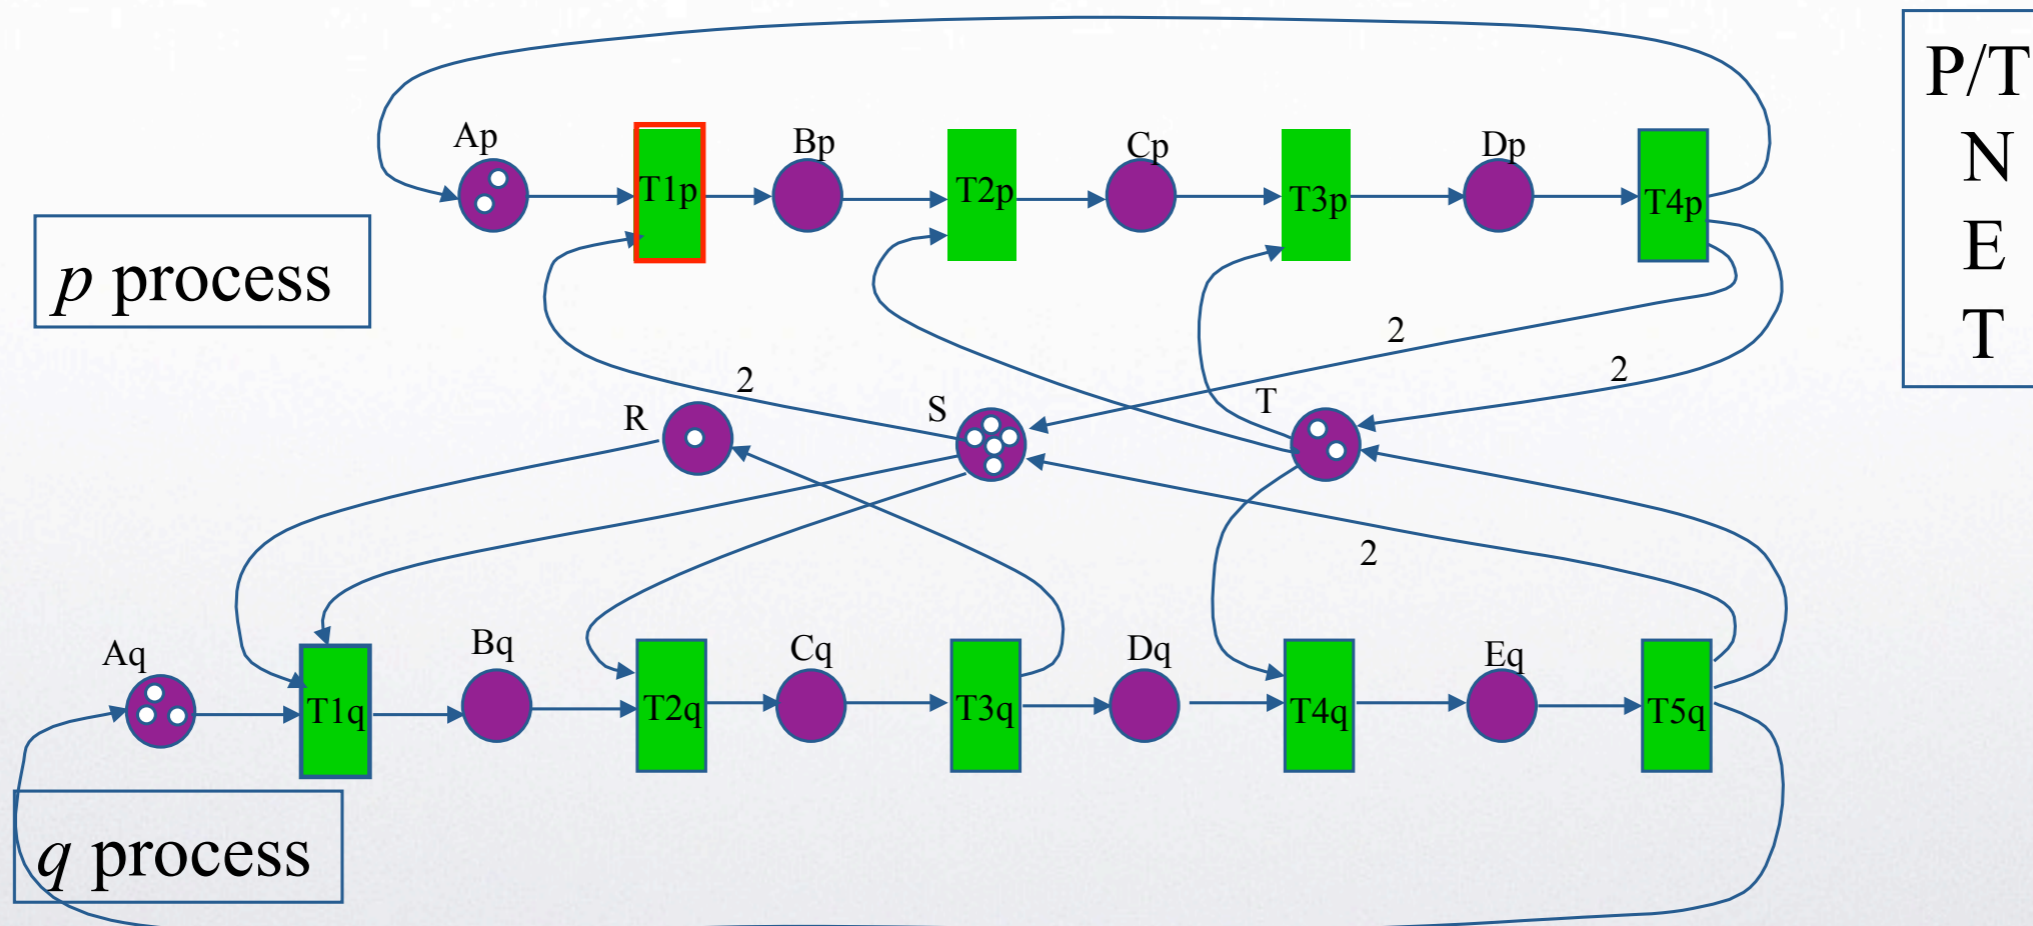 P/T
N
E
T
Ap
Bp
Cp
Dp
T1p
T2p
T3p
T4p
p process
2
2
2
R
S
T
2
Aq
Bq
Cq
Dq
Eq
T1q
T2q
T3q
T4q
T5q
q process